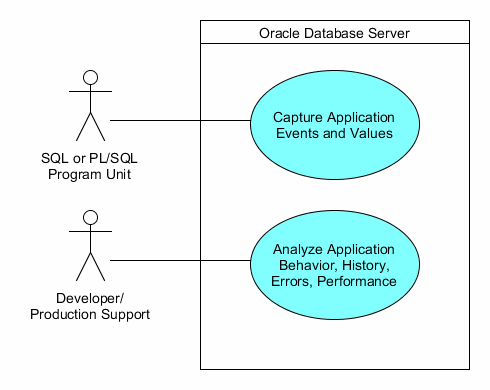 Oracle Database Server
Capture Application
Events and Values
SQL or PL/SQL
Program Unit
Analyze Application
Behavior, History,
Errors, Performance
Developer/
Production Support